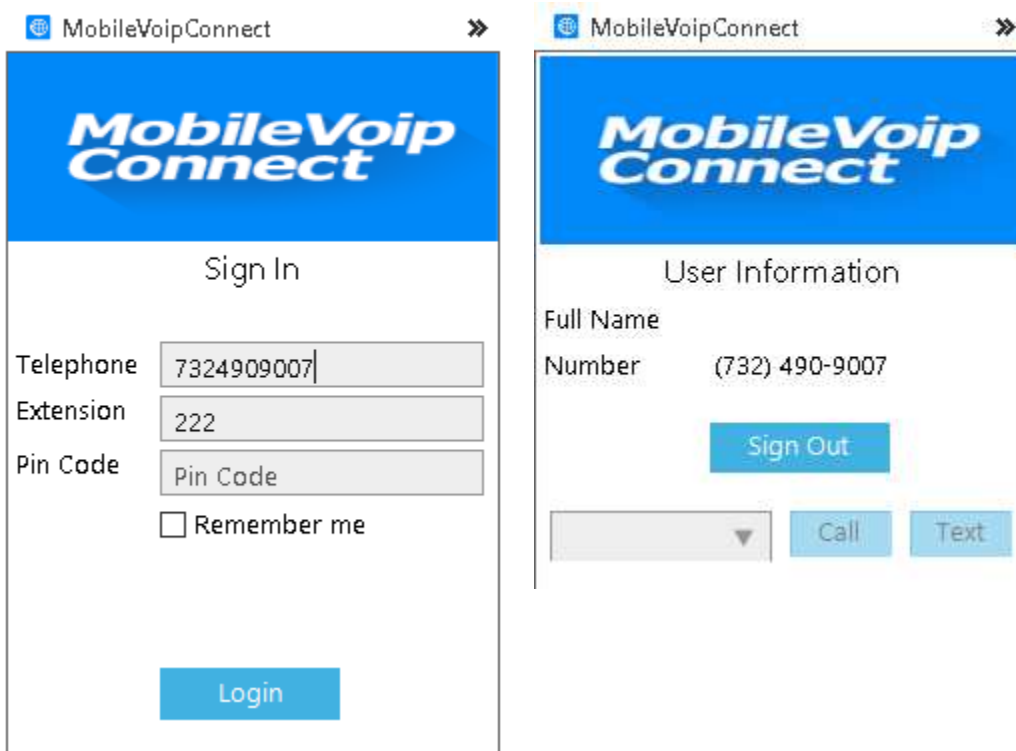 MobileVoipConnect
MobileVoip
Connect
Sign In
Telephone 7324909007
Extension 222
Pin Code Pin Code
Remember me
Login
MobileVoipConnect
MobileVoip
Connect
User Information
Full Name
Number (732) 490-9007
Sign Out
Call Text